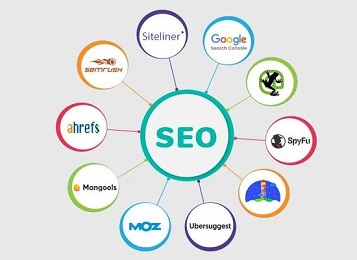 Siteliner
Google
Search Console
SEMRUSH
ahrefs
SEO
SpyFu
Mangools
MOZ
Ubersuggest